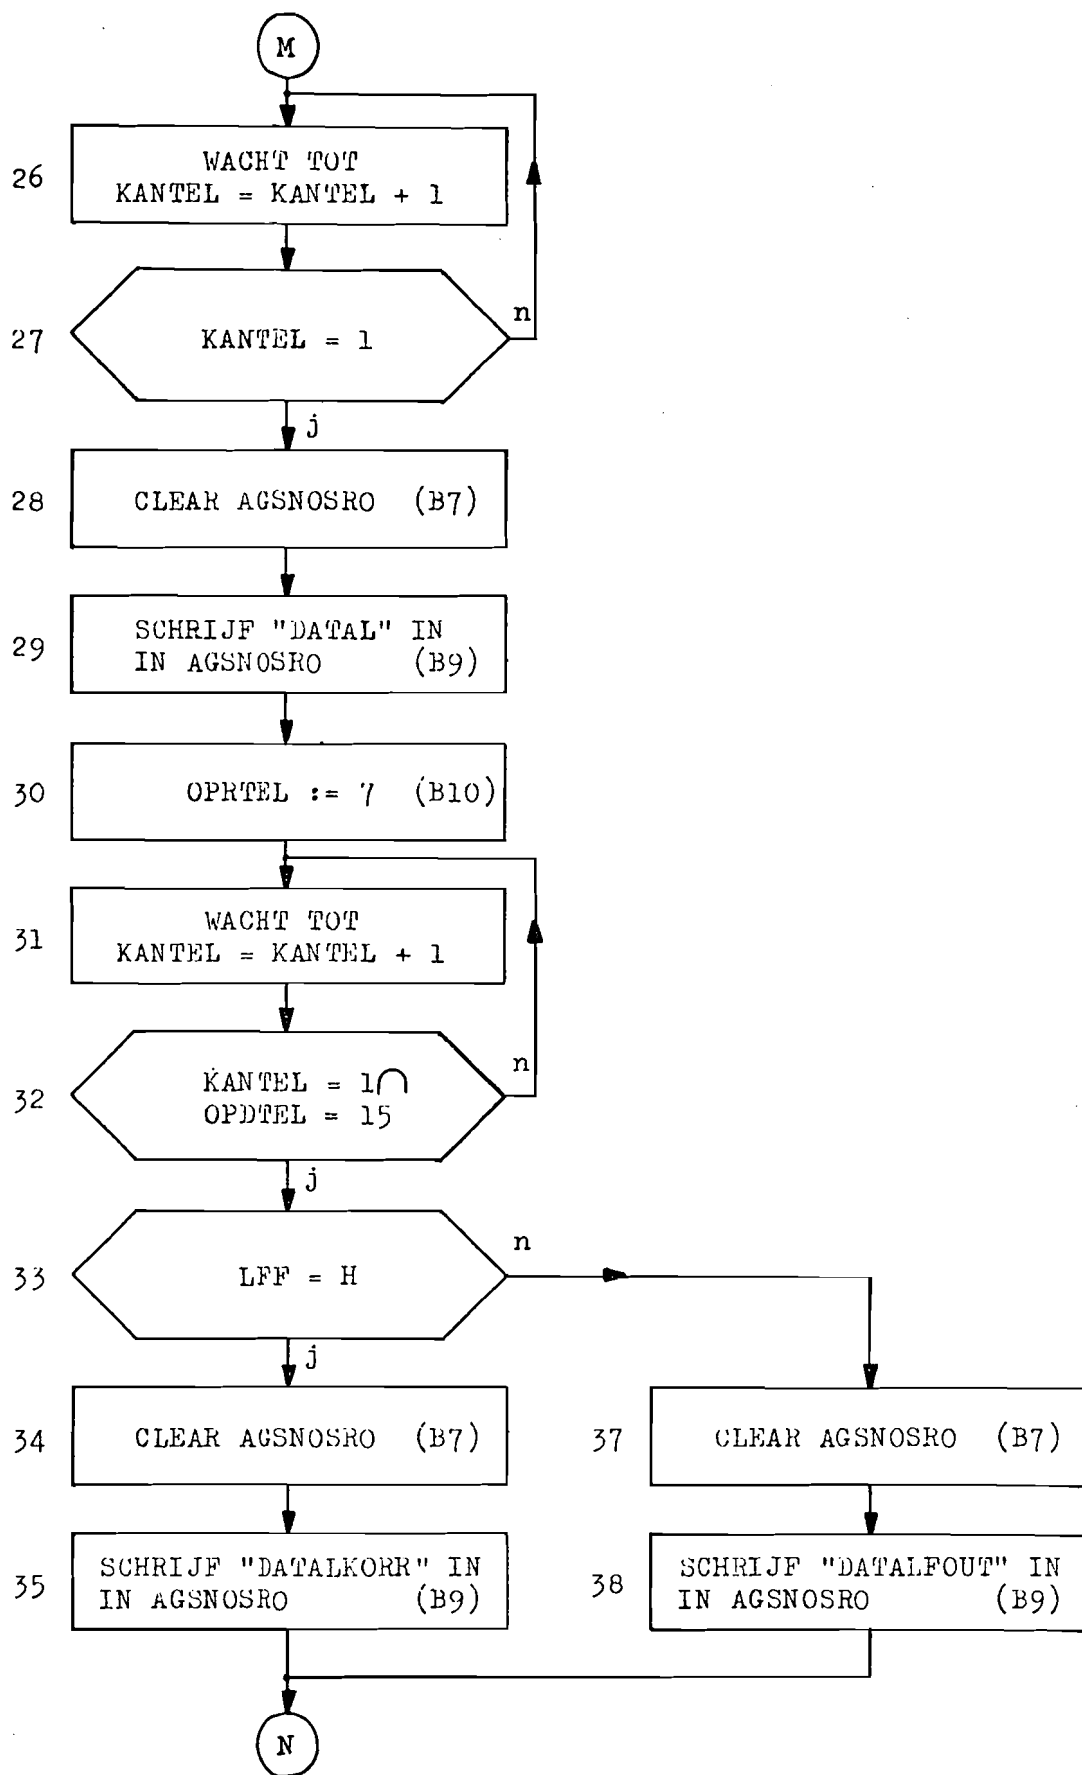 M
26
WACHT TOT
KANTEL = KANTEL + 1
27
KANTEL = 1
n
j
28
CLEAR AGSNOSRO (B7)
29
SCHRIJF "DATAL" IN
IN AGSNOSRO (B9)
30
OPRTEL := 7 (B10)
31
WACHT TOT
KANTEL = KANTEL + 1
32
KANTEL = 1∩
OPDTEL = 15
n
j
33
LFF = H
n
j
34
CLEAR AGSNOSRO (B7)
37
CLEAR AGSNOSRO (B7)
35
SCHRIJF "DATALKORR" IN
IN AGSNOSRO (B9)
38
SCHRIJF "DATALFOUT" IN
IN AGSNOSRO (B9)
N